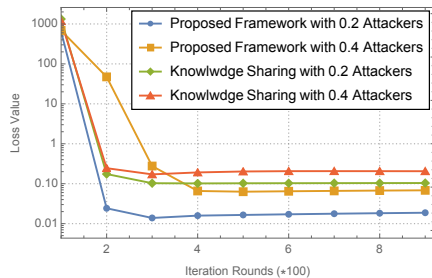 1000
100
10
1
0.10
0.01
Loss Value
Proposed Framework with 0.2 Attackers
Proposed Framework with 0.4 Attackers
Knowlwdge Sharing with 0.2 Attackers
Knowlwdge Sharing with 0.4 Attackers
2 4 6 8
Iteration Rounds (*100)